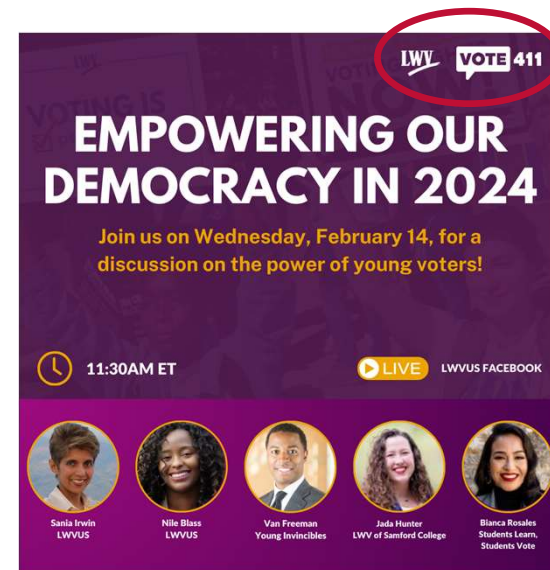 LWV VOTE 411
EMPOWERING OUR
DEMOCRACY IN 2024
Join us on Wednesday, February 14, for a
discussion on the power of young voters!
11:30AM ET
LIVE
LWVUS FACEBOOK
Sania Irwin
LWVUS
Nile Blass
LWVUS
Van Freeman
Young Invincibles
Jada Hunter
LWV of Samford College
Bianca Rosales
Students Learn,
Students Vote